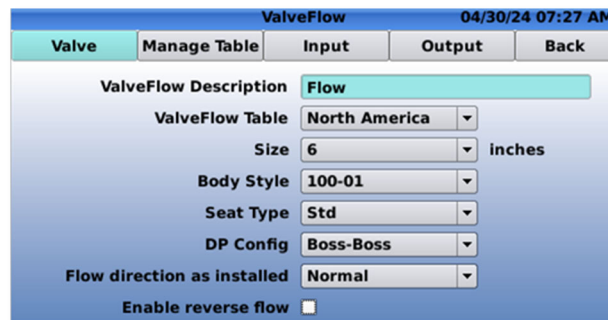 ValveFlow 04/30/24 07:27 AM
Valve Manage Table Input Output Back
ValveFlow Description Flow
ValveFlow Table North America
Size 6 inches
Body Style 100-01
Seat Type Std
DP Config Boss-Boss
Flow direction as installed Normal
Enable reverse flow